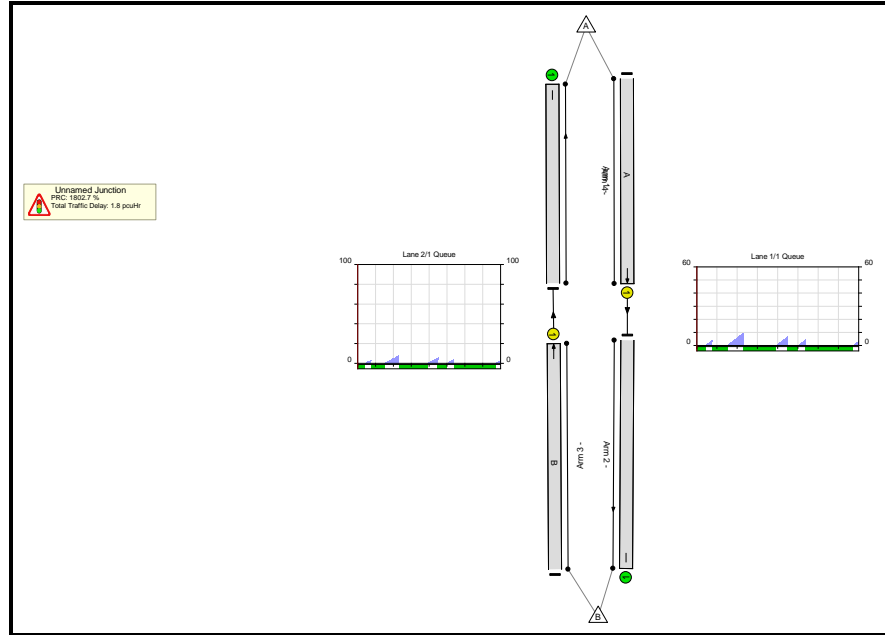 A
Unnamed Junction
PRC: 1802.7 %
Total Traffic Delay: 1.8 pcuHr
A
Lane 2/1 Queue
100
100
0
0
Lane 1/1 Queue
60
60
0
0
B
Arm 3 -
Arm 2 -
B